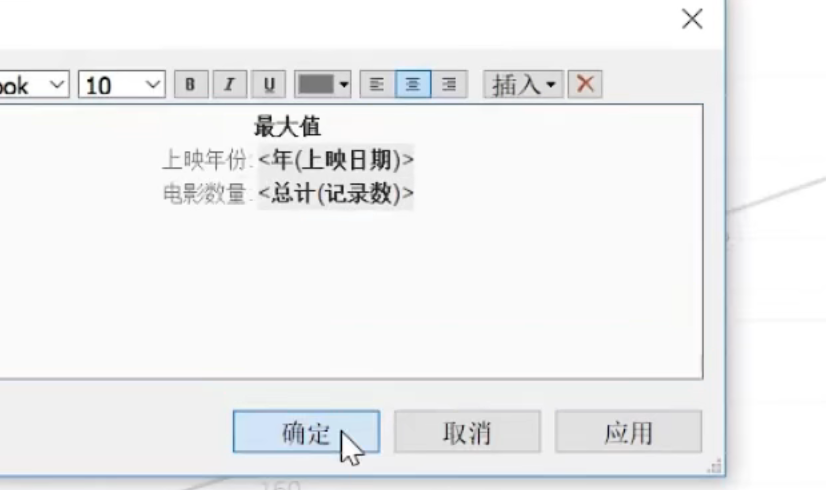 ook 10 B I U 插入
最大值
上映年份: <年(上映日期)>
电影数量: <总计(记录数)>
确定 取消 应用
160